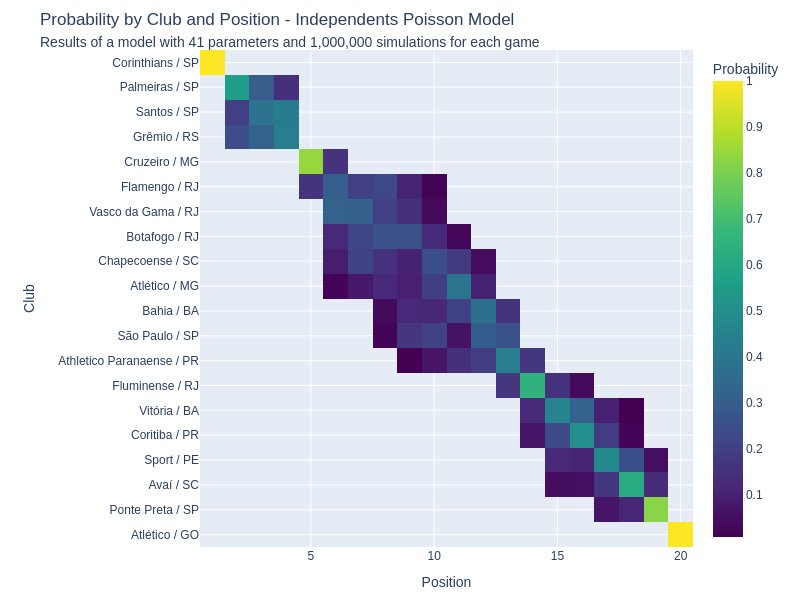 Probability by Club and Position - Independents Poisson Model
Results of a model with 41 parameters and 1,000,000 simulations for each game
Probability
1
0.9
0.8
0.7
0.6
0.5
0.4
0.3
0.2
0.1
Club
Corinthians / SP
Palmeiras / SP
Santos / SP
Grêmio / RS
Cruzeiro / MG
Flamengo / RJ
Vasco da Gama / RJ
Botafogo / RJ
Chapecoense / SC
Atlético / MG
Bahia / BA
São Paulo / SP
Athletico Paranaense / PR
Fluminense / RJ
Vitória / BA
Coritiba / PR
Sport / PE
Avaí / SC
Ponte Preta / SP
Atlético / GO
5 10 15 20
Position